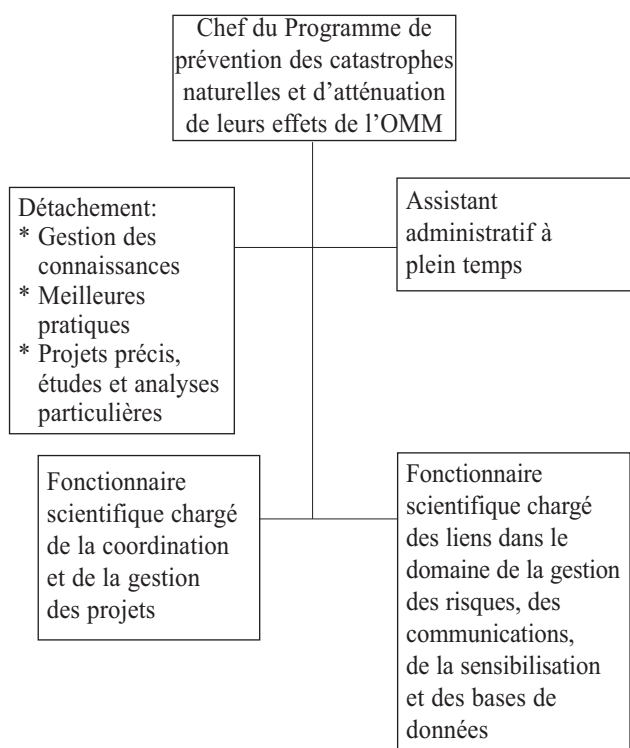 Chef du Programme de
prévention des catastrophes
naturelles et d’atténuation
de leurs effets de l’OMM
Détachement:
* Gestion des
connaissances
* Meilleures
pratiques
* Projets précis,
études et analyses
particulières
Assistant
administratif à
plein temps
Fonctionnaire
scientifique chargé
de la coordination
et de la gestion
des projets
Fonctionnaire
scientifique chargé
des liens dans le
domaine de la gestion
des risques, des
communications,
de la sensibilisation
et des bases de
données